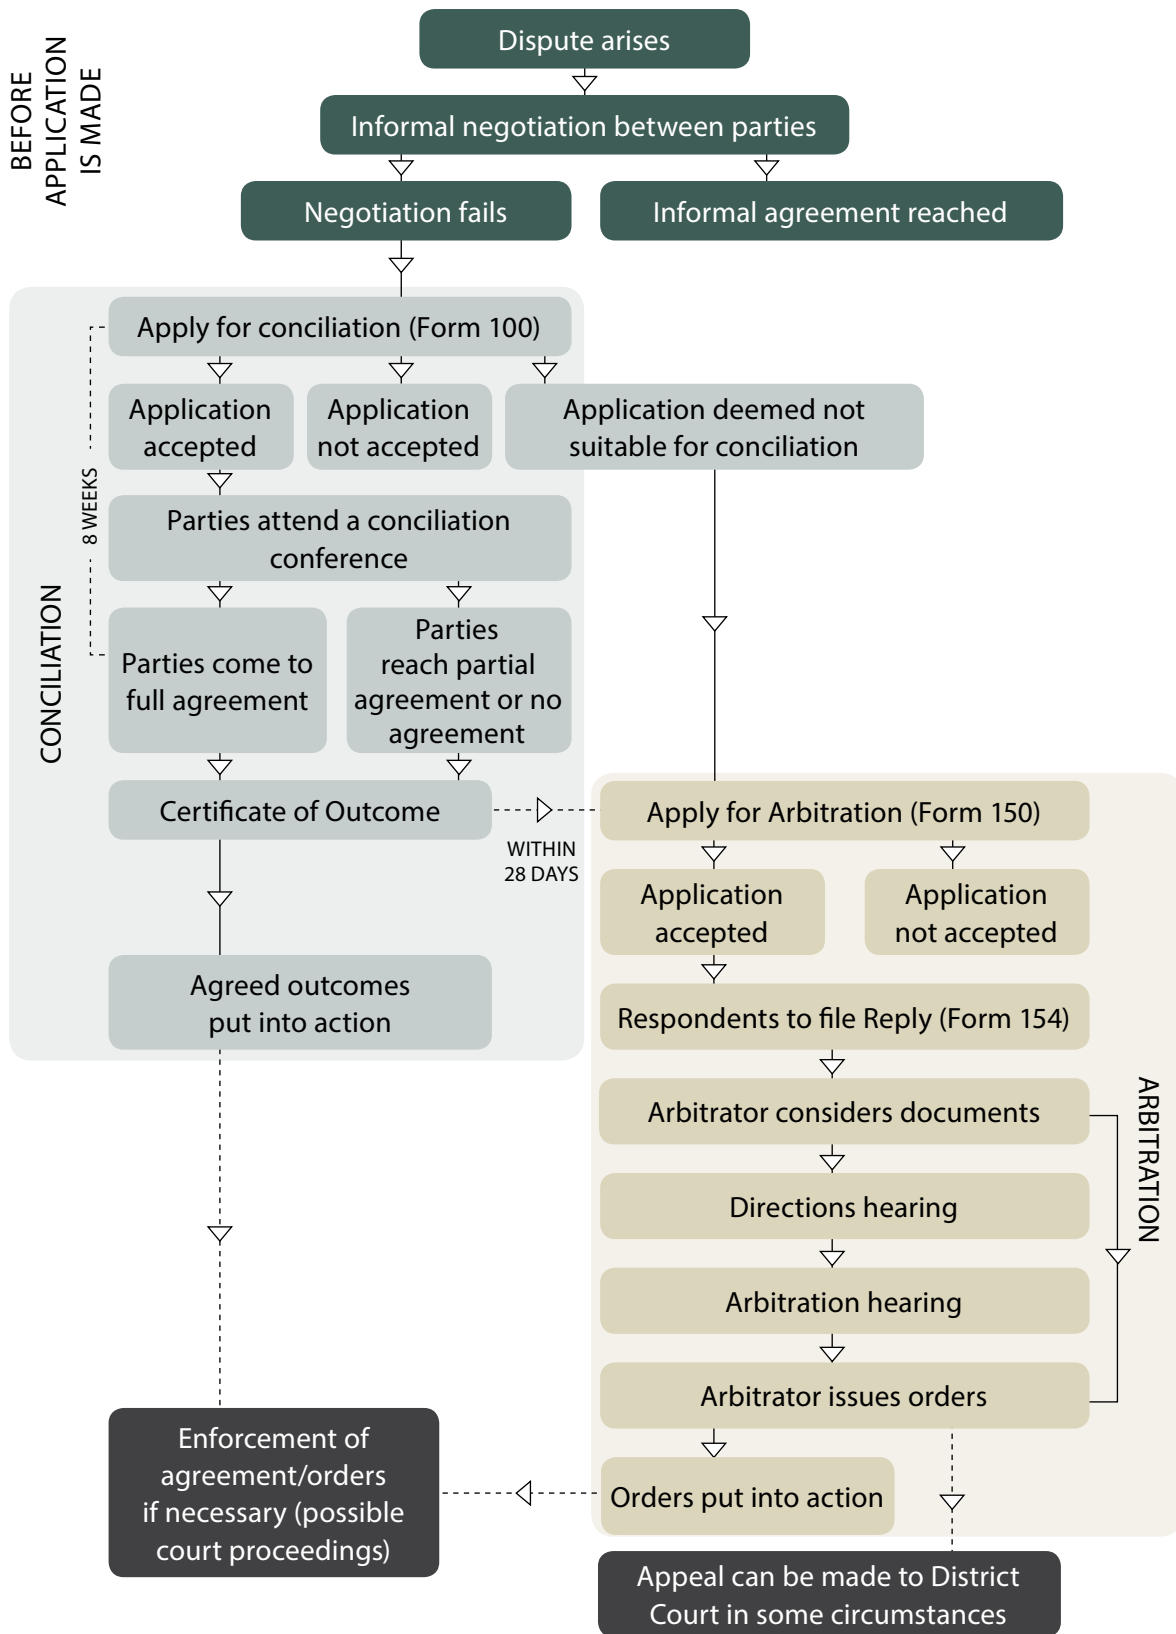 BEFORE
APPLICATION
IS MADE
Dispute arises
Informal negotiation between parties
Negotiation fails
Informal agreement reached
CONCILIATION
8 WEEKS
Apply for conciliation (Form 100)
Application
accepted
Application
not accepted
Application deemed not
suitable for conciliation
Parties attend a conciliation
conference
Parties come to
full agreement
Parties
reach partial
agreement or no
agreement
Certificate of Outcome
WITHIN
28 DAYS
Agreed outcomes
put into action
Apply for Arbitration (Form 150)
Application
accepted
Application
not accepted
Respondents to file Reply (Form 154)
Arbitrator considers documents
ARBITRATION
Directions hearing
Arbitration hearing
Arbitrator issues orders
Orders put into action
Enforcement of
agreement/orders
if necessary (possible
court proceedings)
Appeal can be made to District
Court in some circumstances